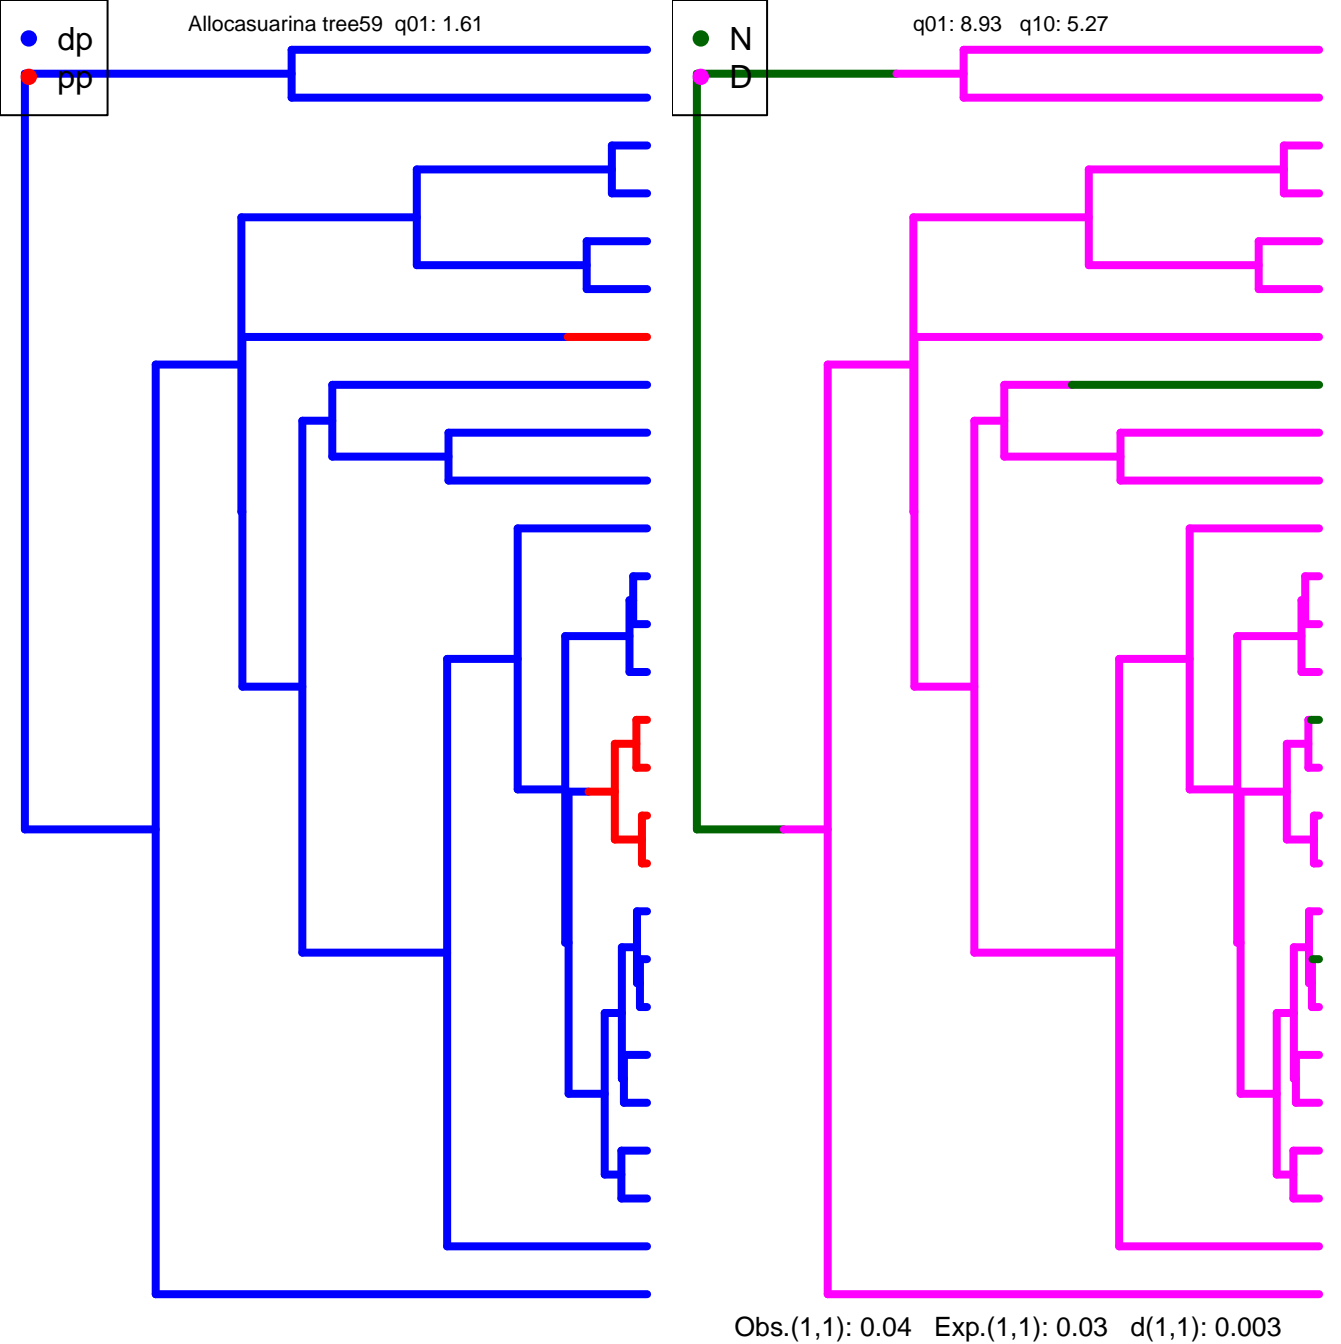 Allocasuarina tree59  q01: 1.61
dp
pp
q01: 8.93   q10: 5.27
N
D
Obs.(1,1): 0.04   Exp.(1,1): 0.03   d(1,1): 0.003